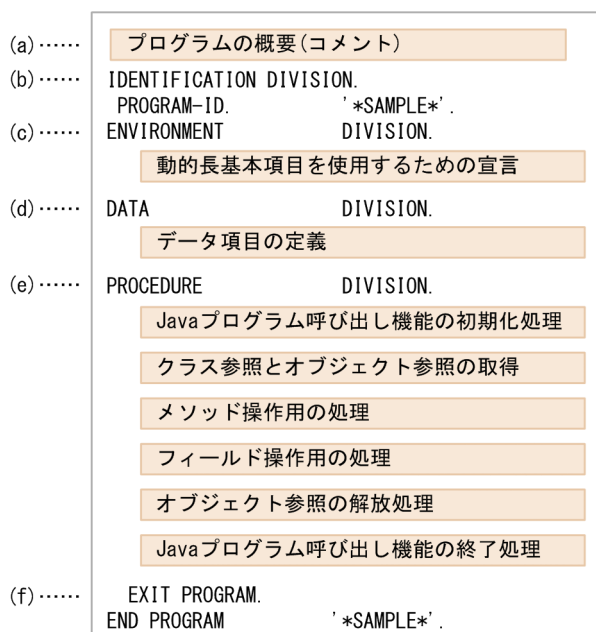 (a)…… プログラムの概要(コメント)
(b)…… IDENTIFICATION DIVISION.
PROGRAM-ID. '*SAMPLE*'.
(c)…… ENVIRONMENT DIVISION.
動的長基本項目を使用するための宣言
(d)…… DATA DIVISION.
データ項目の定義
(e)…… PROCEDURE DIVISION.
Javaプログラム呼び出し機能の初期化処理
クラス参照とオブジェクト参照の取得
メソッド操作用の処理
フィールド操作用の処理
オブジェクト参照の解放処理
Javaプログラム呼び出し機能の終了処理
(f)…… EXIT PROGRAM.
END PROGRAM '*SAMPLE*'.